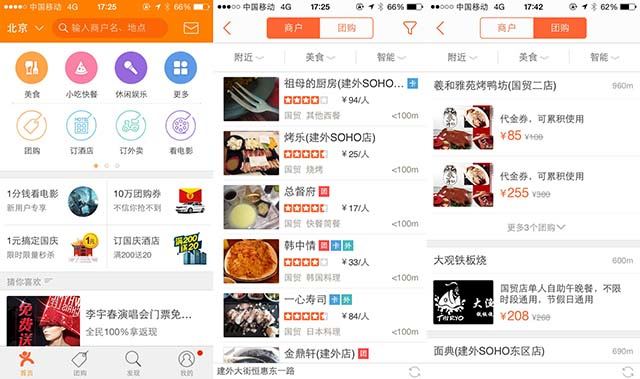 中国移动 4G 17:25 66%
北京
输入商户名、地点
美食 小吃快餐 休闲娱乐 更多
团购 订酒店 订外卖 看电影
1分钱看电影
新用户专享
10万团购券
不信你抢不到
1元搞定国庆
限时限量秒杀
订国庆酒店
满200送20
猜你喜欢
免费送
李宇春演唱会门票免...
全民100%拿返现
首页 团购 发现 我的
中国移动 4G 17:25 66%
商户 团购
附近 美食 智能
祖母的厨房(建外SOHO... 卡
¥94/人
国贸 其他西餐 <100m
烤乐(建外SOHO店)
¥25/人
国贸 烧烤 <100m
总督府 团
¥17/人
国贸 快餐简餐 <100m
韩中情 团 卡 外
¥33/人
国贸 韩国料理 <100m
一心寿司 卡 外
¥84/人
国贸 日本料理 <100m
金鼎轩(建外店) 团
建外大街恒惠东一路
中国移动 4G 17:42 62%
商户 团购
附近 美食 智能
羲和雅苑烤鸭坊(国贸二店) 960m
代金券，可累积使用
¥85 ¥100
代金券，可累积使用
¥255 ¥300
更多3个团购
大观铁板烧 600m
国贸店单人自助午餐，不限时段通用，节假日通用
¥208 ¥268
面典(建外SOHO东区店) 690m